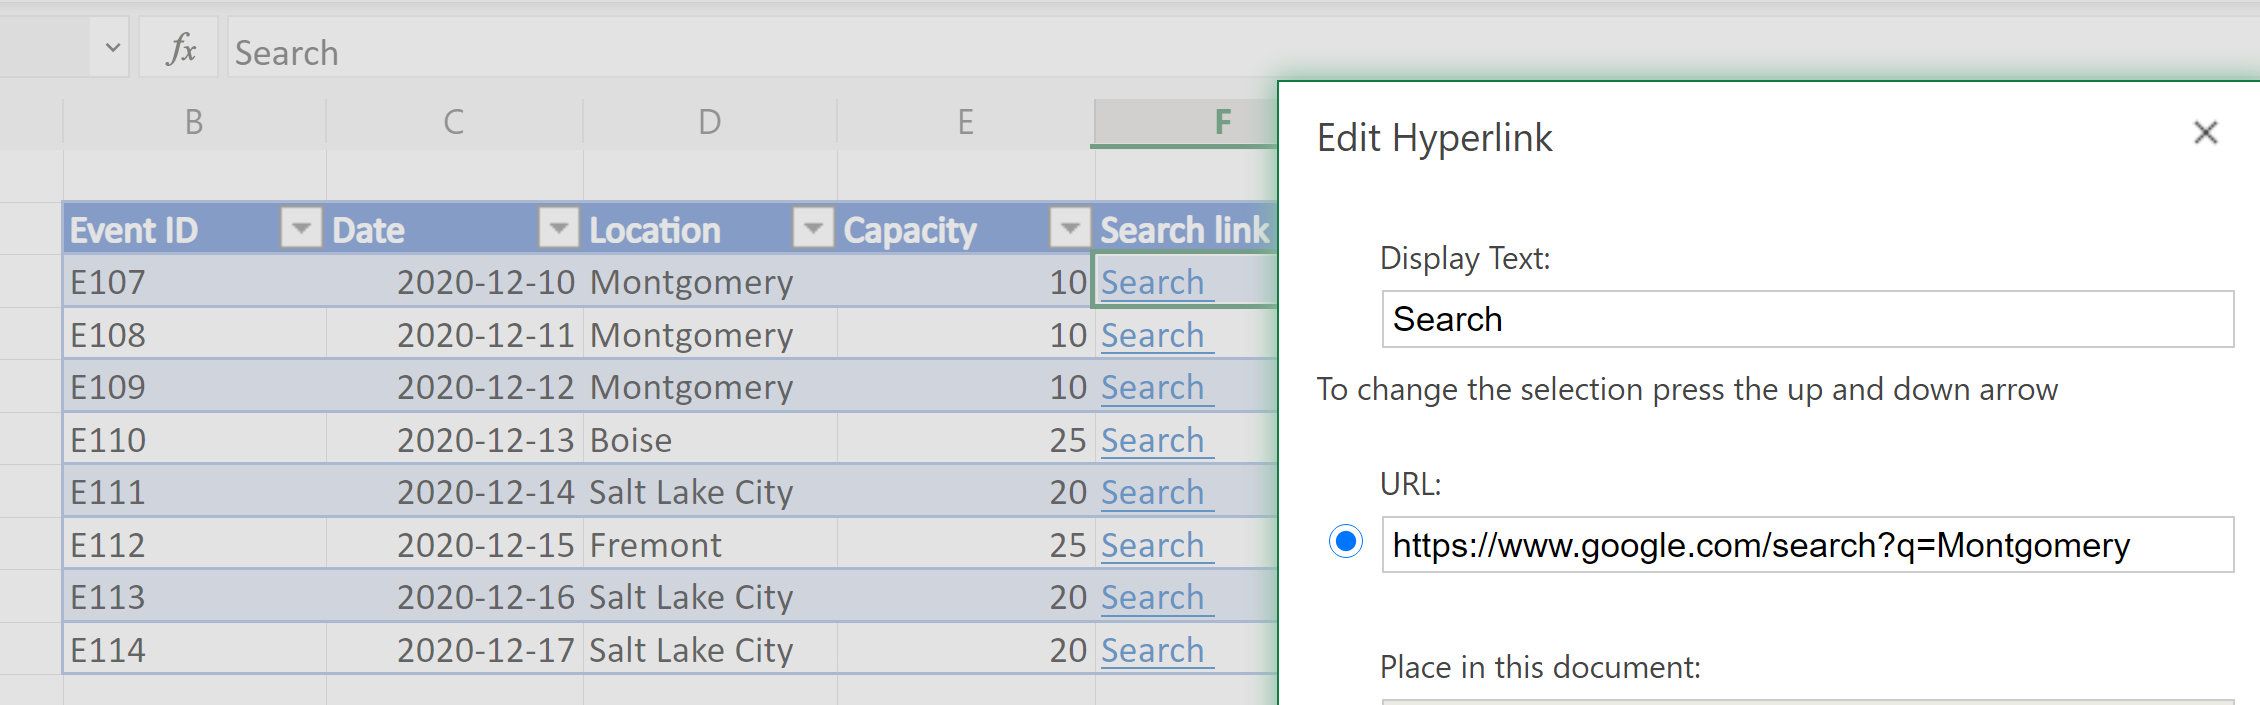 fx Search
B C D E F
Event ID Date Location Capacity Search link
E107 2020-12-10 Montgomery 10 Search
E108 2020-12-11 Montgomery 10 Search
E109 2020-12-12 Montgomery 10 Search
E110 2020-12-13 Boise 25 Search
E111 2020-12-14 Salt Lake City 20 Search
E112 2020-12-15 Fremont 25 Search
E113 2020-12-16 Salt Lake City 20 Search
E114 2020-12-17 Salt Lake City 20 Search
Edit Hyperlink
Display Text:
Search
To change the selection press the up and down arrow
URL:
https://www.google.com/search?q=Montgomery
Place in this document: